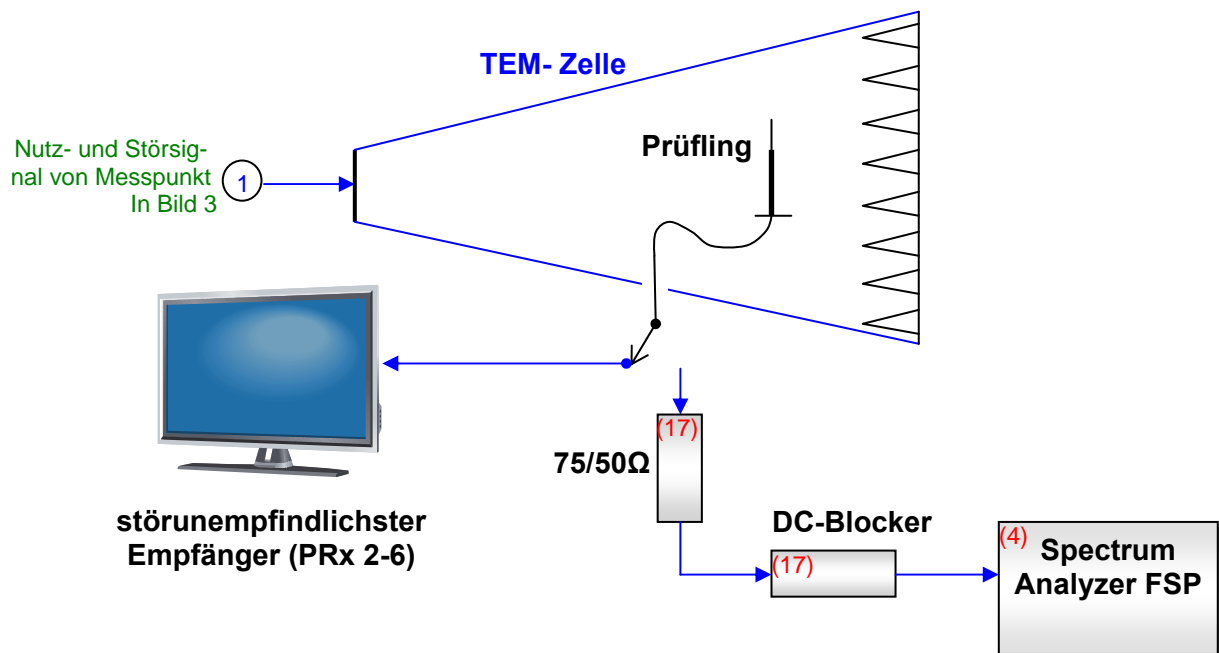 TEM- Zelle
Nutz- und Störsig-
nal von Messpunkt
In Bild 3
1
Prüfling
störunempfindlichster
Empfänger (PRx 2-6)
(17)
75/50Ω
DC-Blocker
(17)
(4)
Spectrum
Analyzer FSP